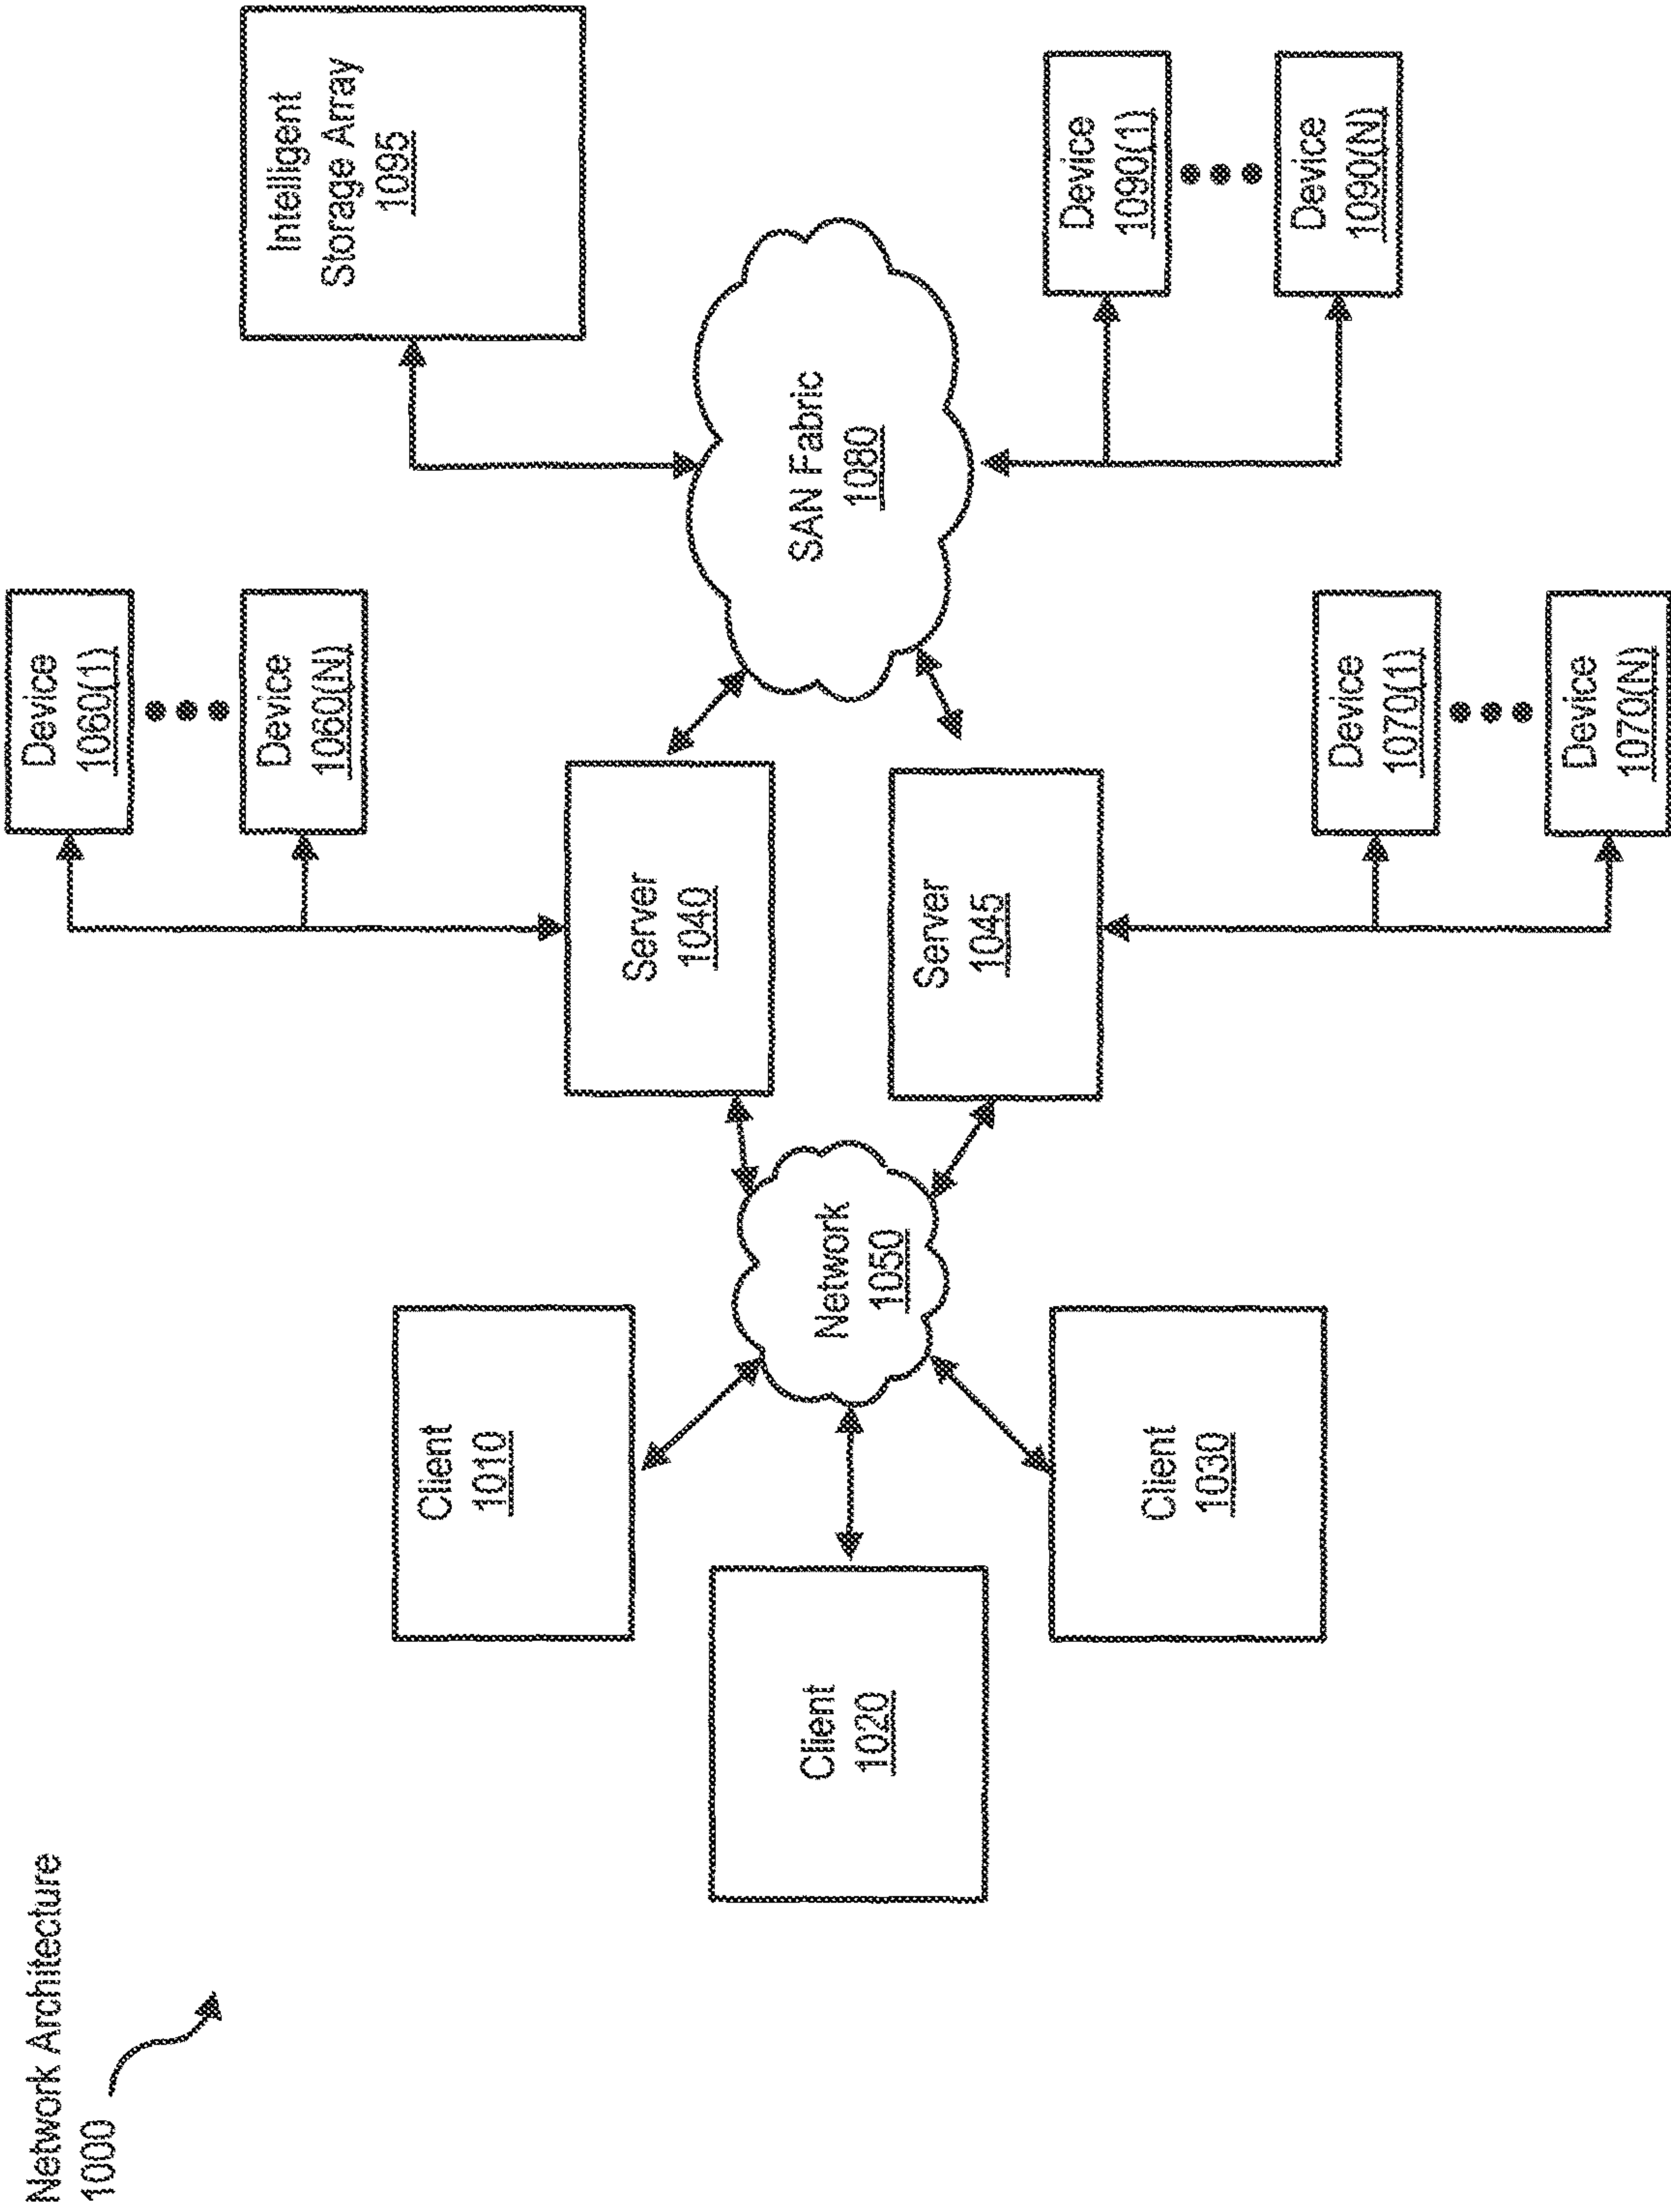 Network Architecture
1000
Client
1010
Client
1020
Client
1030
Network
1050
Server
1040
Server
1045
Device
1060(1)
Device
1060(N)
Device
1070(1)
Device
1070(N)
SAN Fabric
1080
Intelligent
Storage Array
1095
Device
1090(1)
Device
1090(N)